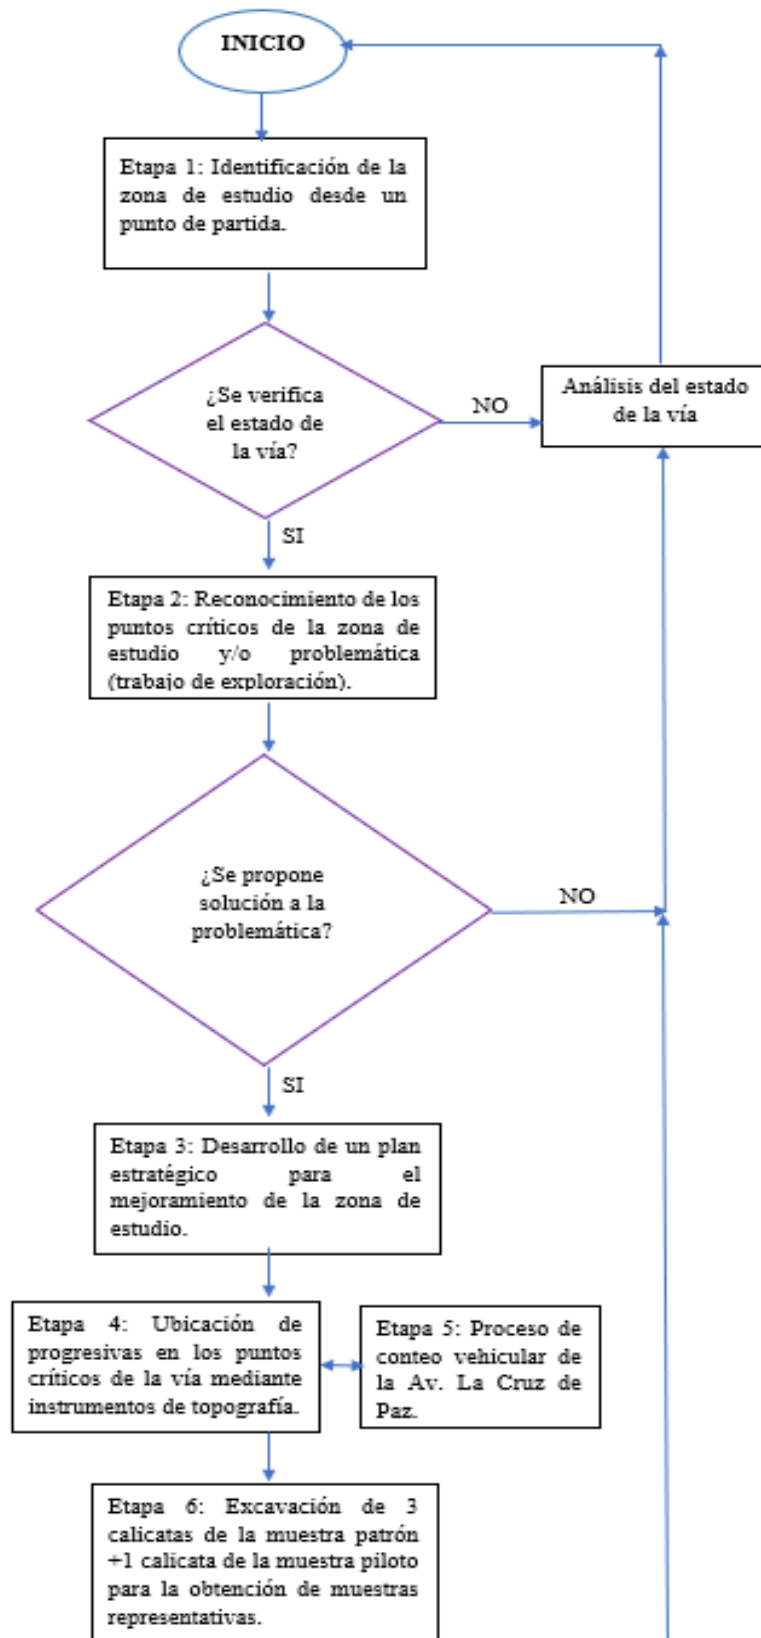 INICIO
Etapa 1: Identificación de la
zona de estudio desde un
punto de partida.
¿Se verifica
el estado de
la vía?
NO
Análisis del estado
de la vía
SI
Etapa 2: Reconocimiento de los
puntos críticos de la zona de
estudio y/o problemática
(trabajo de exploración).
¿Se propone
solución a la
problemática?
NO
SI
Etapa 3: Desarrollo de un plan
estratégico para el
mejoramiento de la zona de
estudio.
Etapa 4: Ubicación de
progresivas en los puntos
críticos de la vía mediante
instrumentos de topografía.
Etapa 5: Proceso de
conteo vehicular de
la Av. La Cruz de
Paz.
Etapa 6: Excavación de 3
calicatas de la muestra patrón
+1 calicata de la muestra piloto
para la obtención de muestras
representativas.